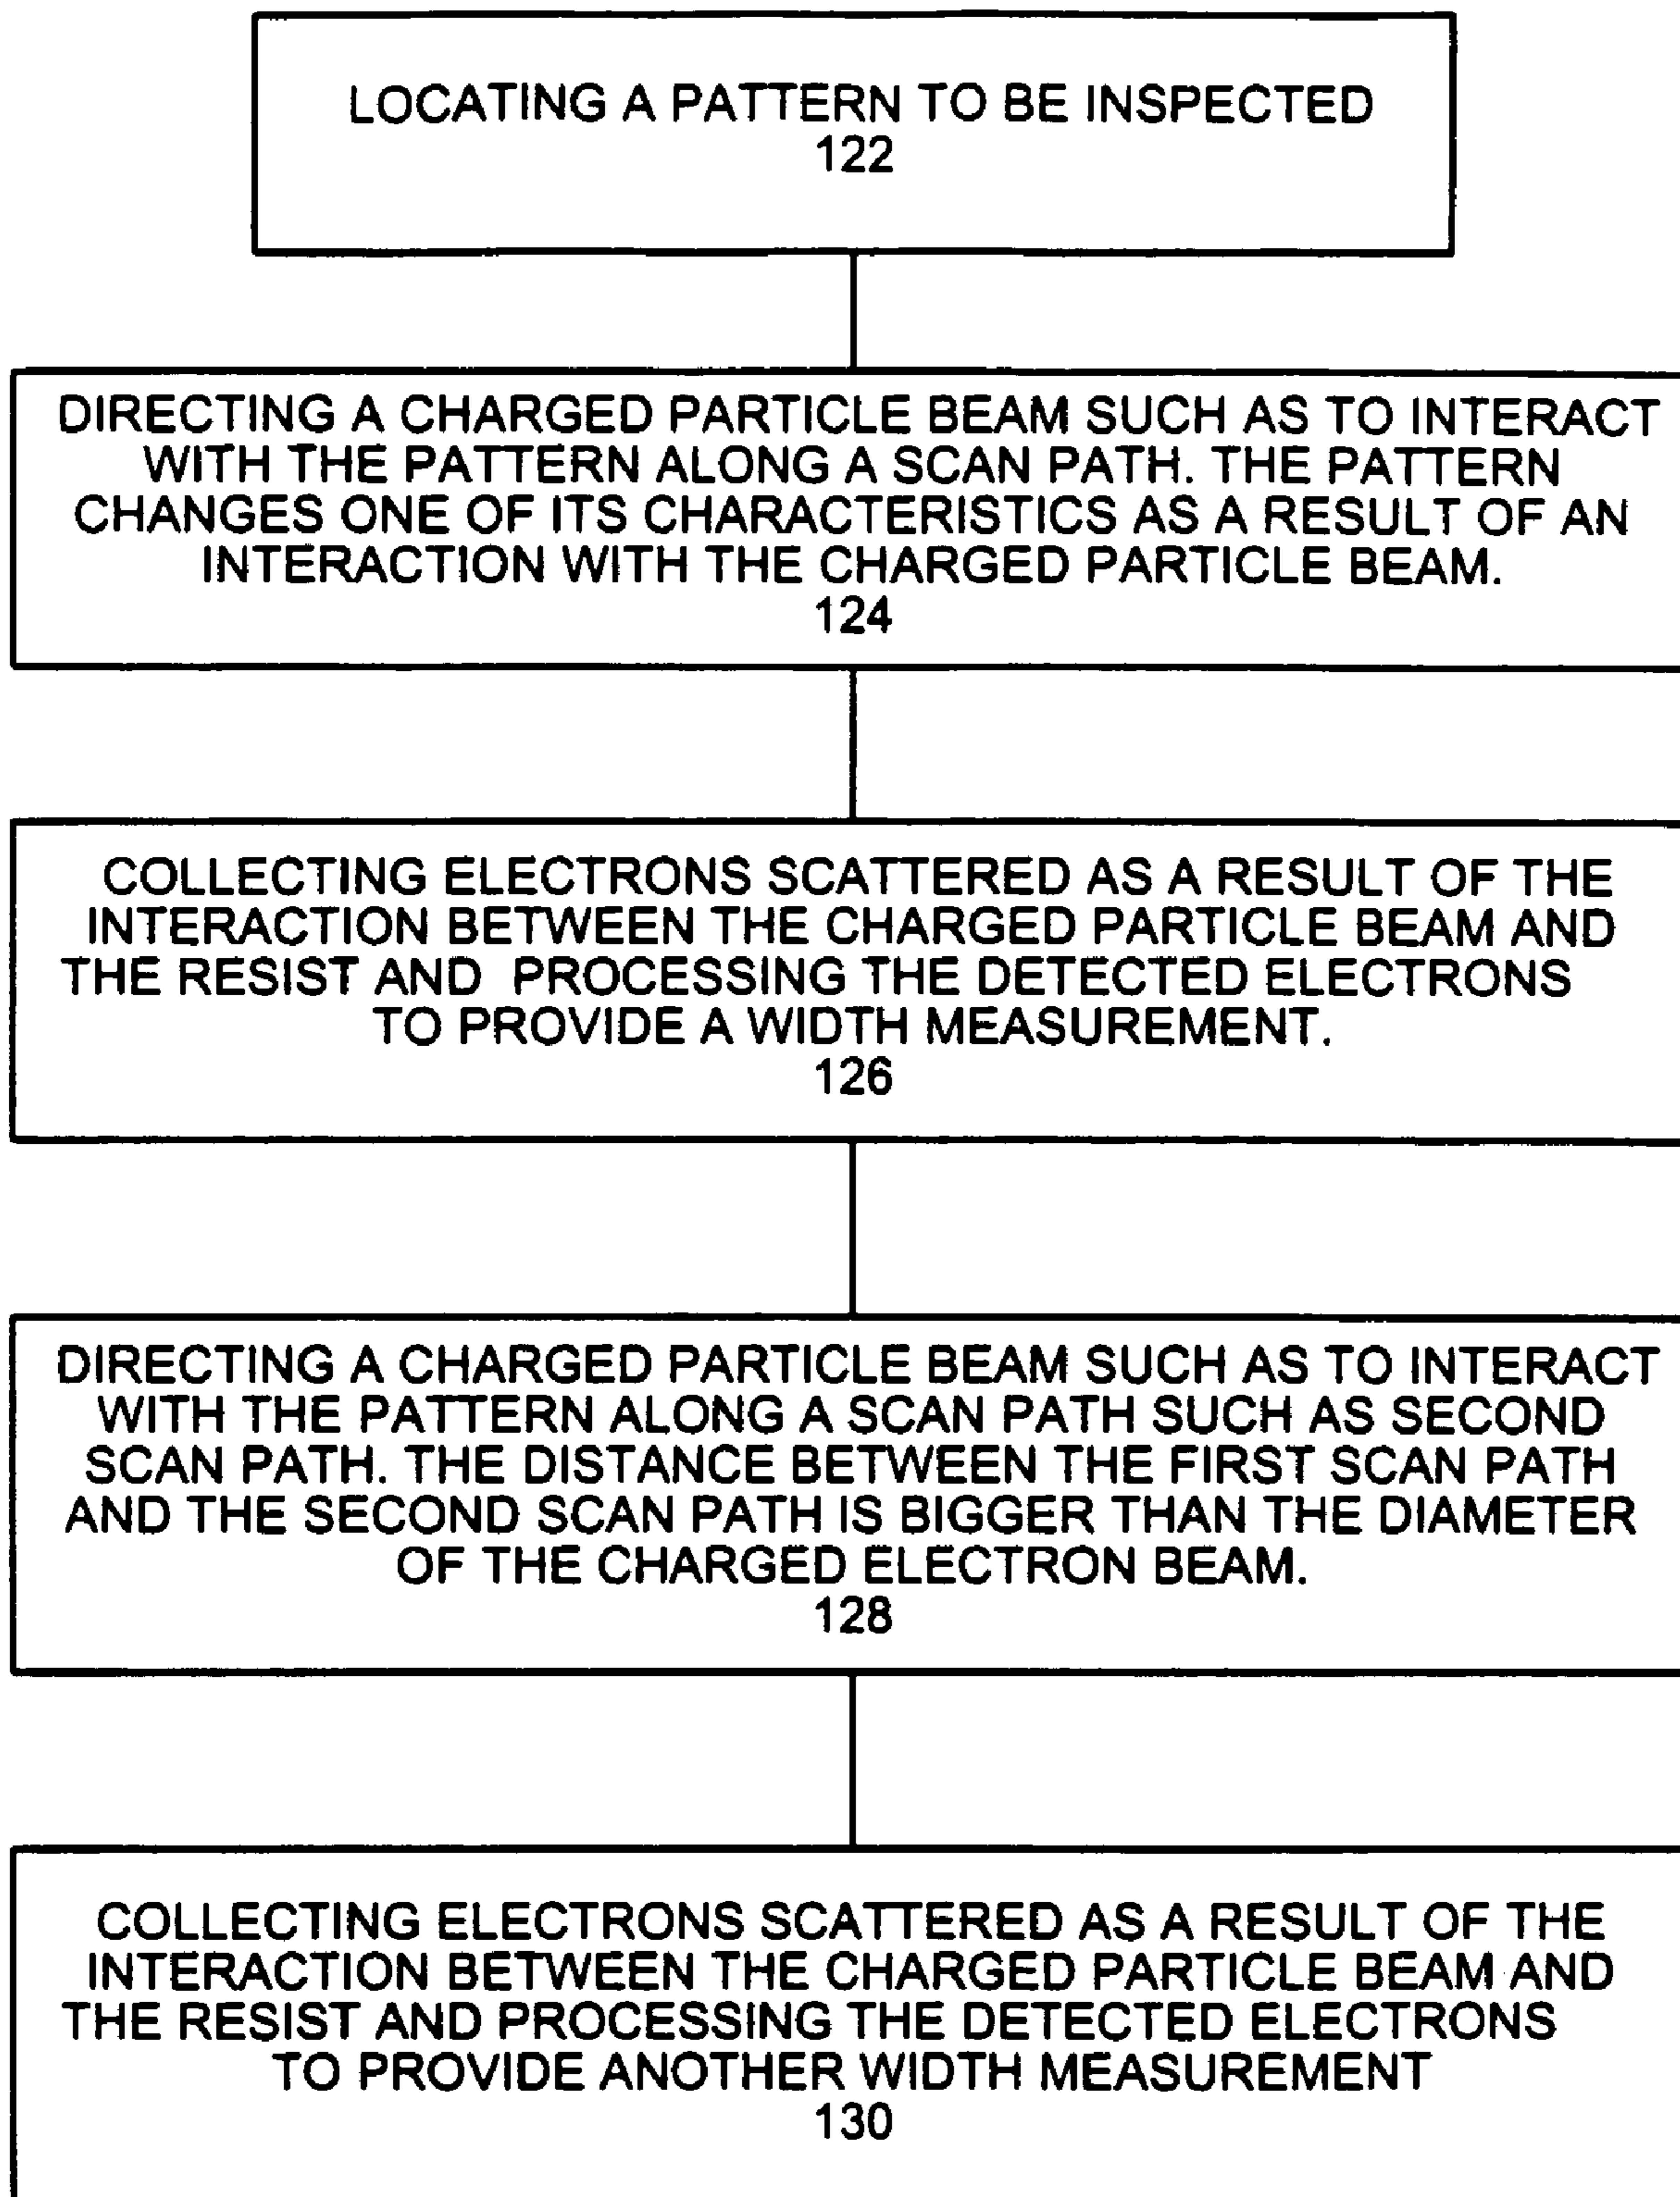 LOCATING A PATTERN TO BE INSPECTED
122
DIRECTING A CHARGED PARTICLE BEAM SUCH AS TO INTERACT
WITH THE PATTERN ALONG A SCAN PATH. THE PATTERN
CHANGES ONE OF ITS CHARACTERISTICS AS A RESULT OF AN
INTERACTION WITH THE CHARGED PARTICLE BEAM.
124
COLLECTING ELECTRONS SCATTERED AS A RESULT OF THE
INTERACTION BETWEEN THE CHARGED PARTICLE BEAM AND
THE RESIST AND PROCESSING THE DETECTED ELECTRONS
TO PROVIDE A WIDTH MEASUREMENT.
126
DIRECTING A CHARGED PARTICLE BEAM SUCH AS TO INTERACT
WITH THE PATTERN ALONG A SCAN PATH SUCH AS SECOND
SCAN PATH. THE DISTANCE BETWEEN THE FIRST SCAN PATH
AND THE SECOND SCAN PATH IS BIGGER THAN THE DIAMETER
OF THE CHARGED ELECTRON BEAM.
128
COLLECTING ELECTRONS SCATTERED AS A RESULT OF THE
INTERACTION BETWEEN THE CHARGED PARTICLE BEAM AND
THE RESIST AND PROCESSING THE DETECTED ELECTRONS
TO PROVIDE ANOTHER WIDTH MEASUREMENT
130